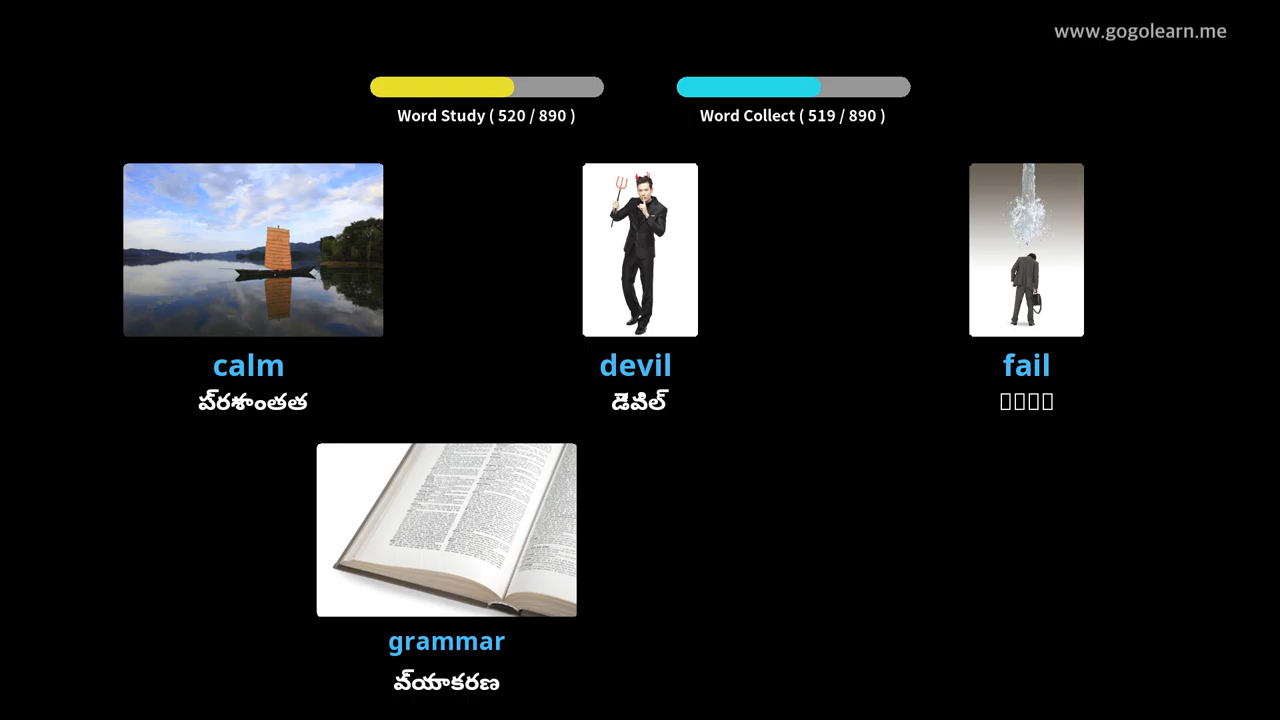 www.gogolearn.me
Word Study ( 520 / 890 )
Word Collect ( 519 / 890 )
calm
devil
fail
ప్రశాంతత
డెవిల్
grammar
వ్యాకరణ